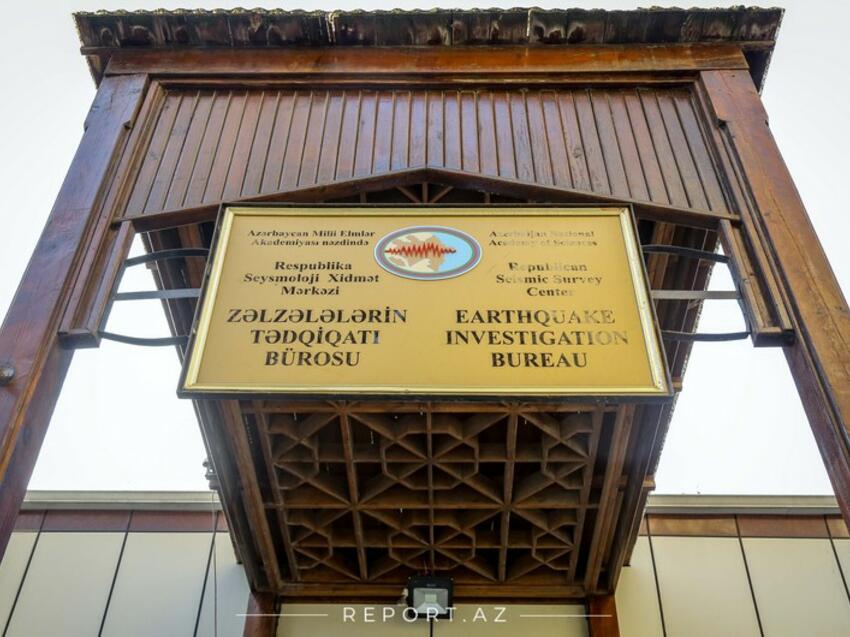 Azərbaycan Milli Elmlər
Akademiyası nəzdində
Respublika
Seysmoloji Xidmət
Mərkəzi
ZƏLZƏLƏLƏRİN
TƏDQİQATI
BÜROSU
Azerbaijan National
Academy of Sciences
Republican
Seismic Survey
Center
EARTHQUAKE
INVESTIGATION
BUREAU
REPORT.AZ